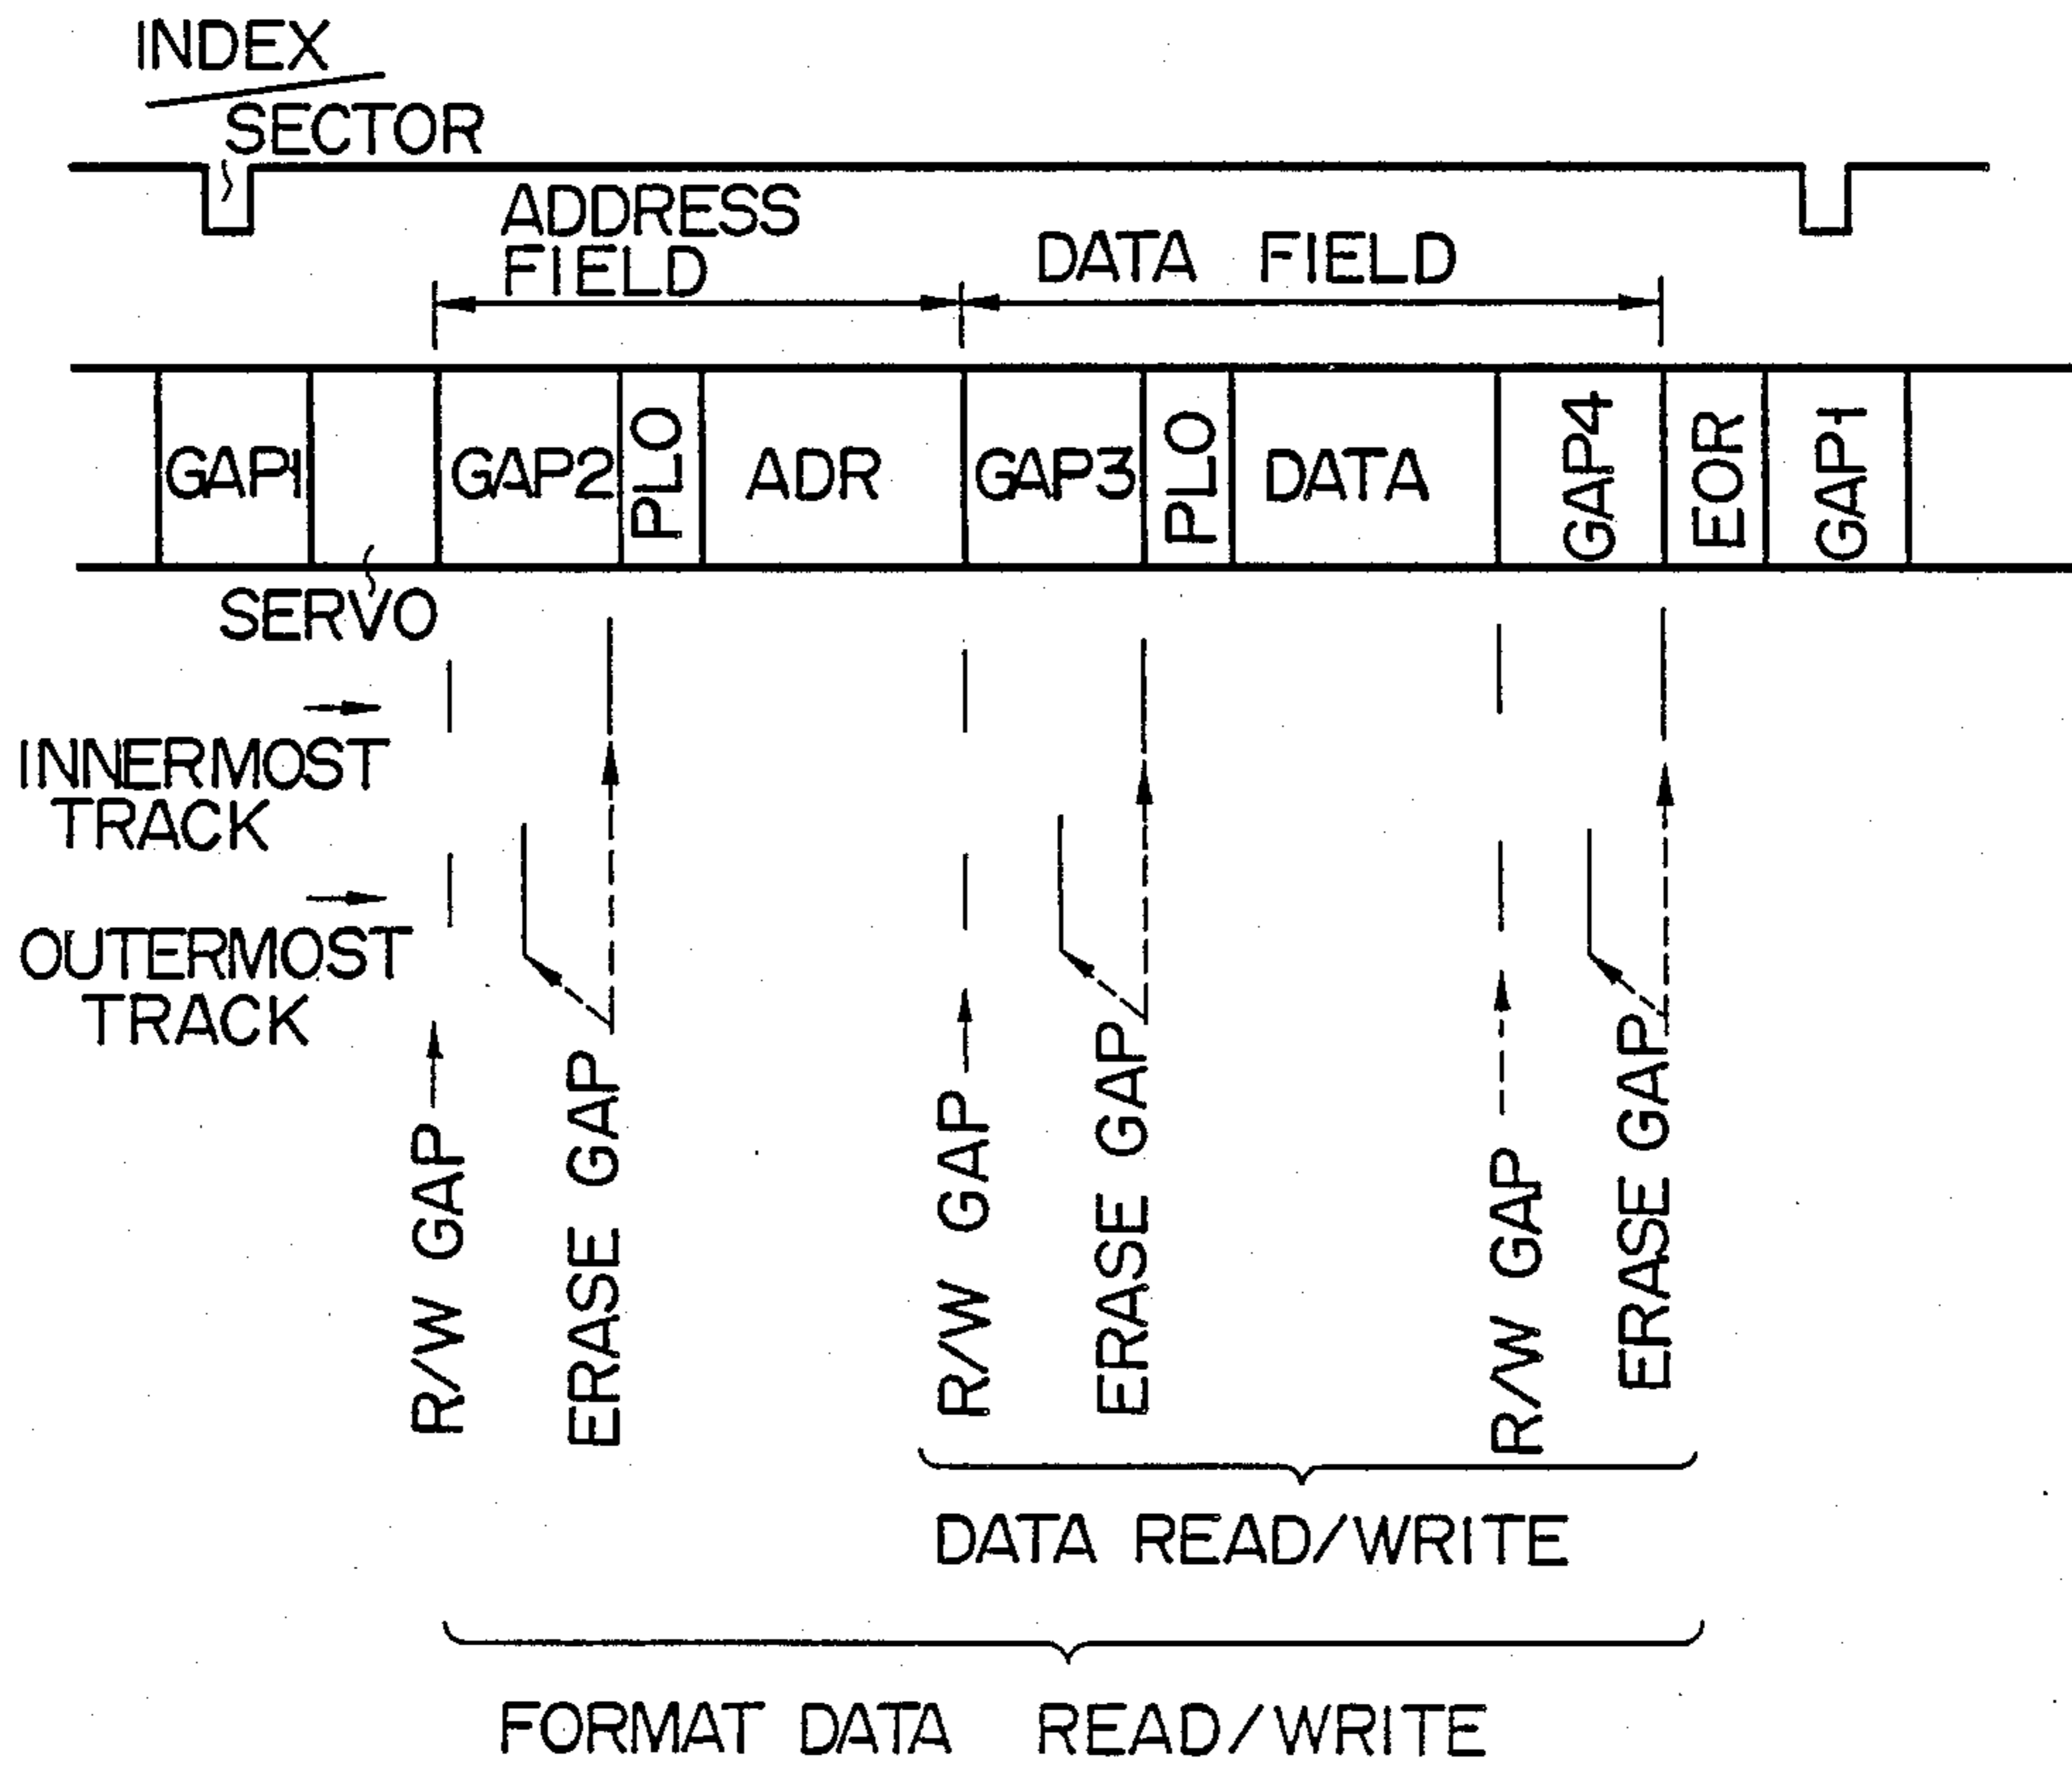 INDEX
SECTOR
ADDRESS
FIELD
DATA FIELD
GAP1
GAP2
PLO
ADR
GAP3
PLO
DATA
GAP4
EOR
GAP1
SERVO
INNERMOST
TRACK
OUTERMOST
TRACK
R/W GAP
ERASE GAP
R/W GAP
ERASE GAP
R/W GAP
ERASE GAP
DATA READ/WRITE
FORMAT DATA READ/WRITE